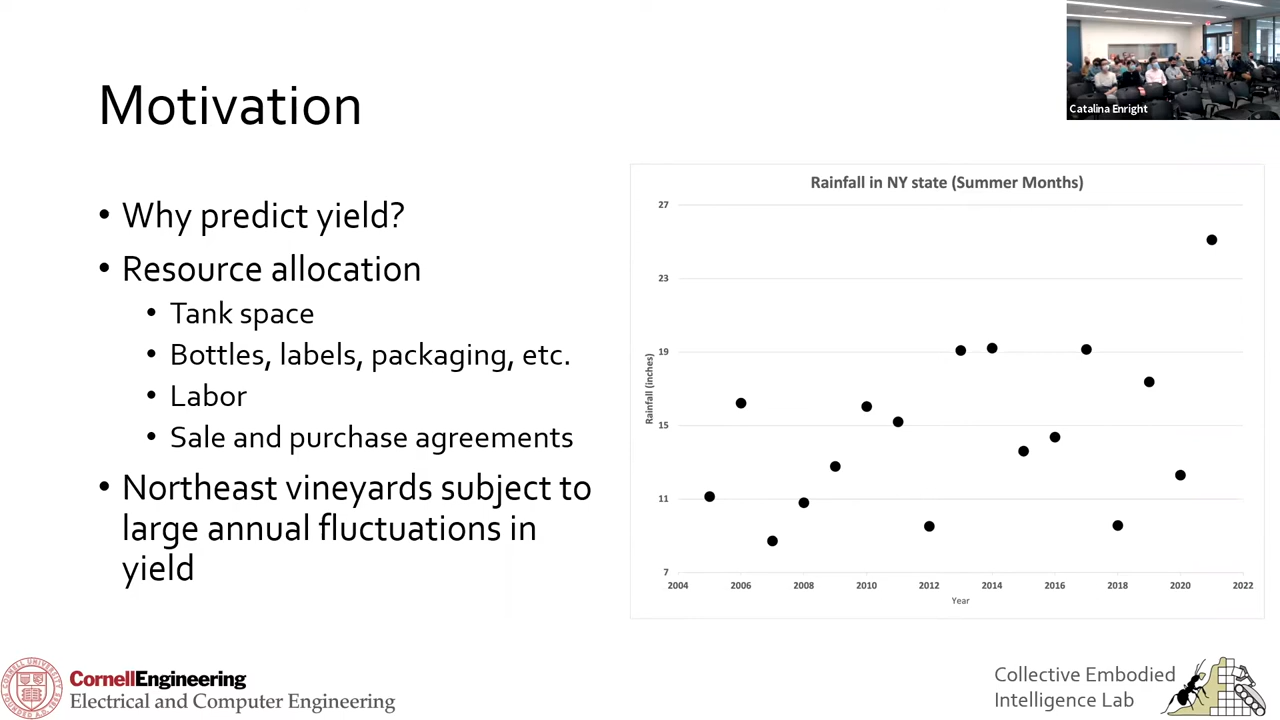 Catalina Enright
Motivation
• Why predict yield?
• Resource allocation
• Tank space
• Bottles, labels, packaging, etc.
• Labor
• Sale and purchase agreements
• Northeast vineyards subject to
large annual fluctuations in
yield
Rainfall in NY state (Summer Months)
27
23
19
15
11
7
Rainfall (inches)
2004 2006 2008 2010 2012 2014 2016 2018 2020 2022
Year
CornellEngineering
Electrical and Computer Engineering
Collective Embodied
Intelligence Lab